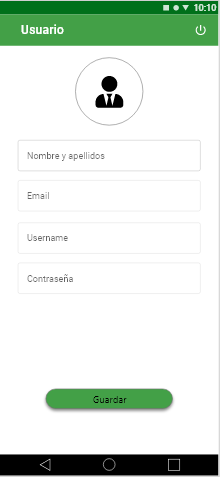 10:10
Usuario
Nombre y apellidos
Email
Username
Contraseña
Guardar